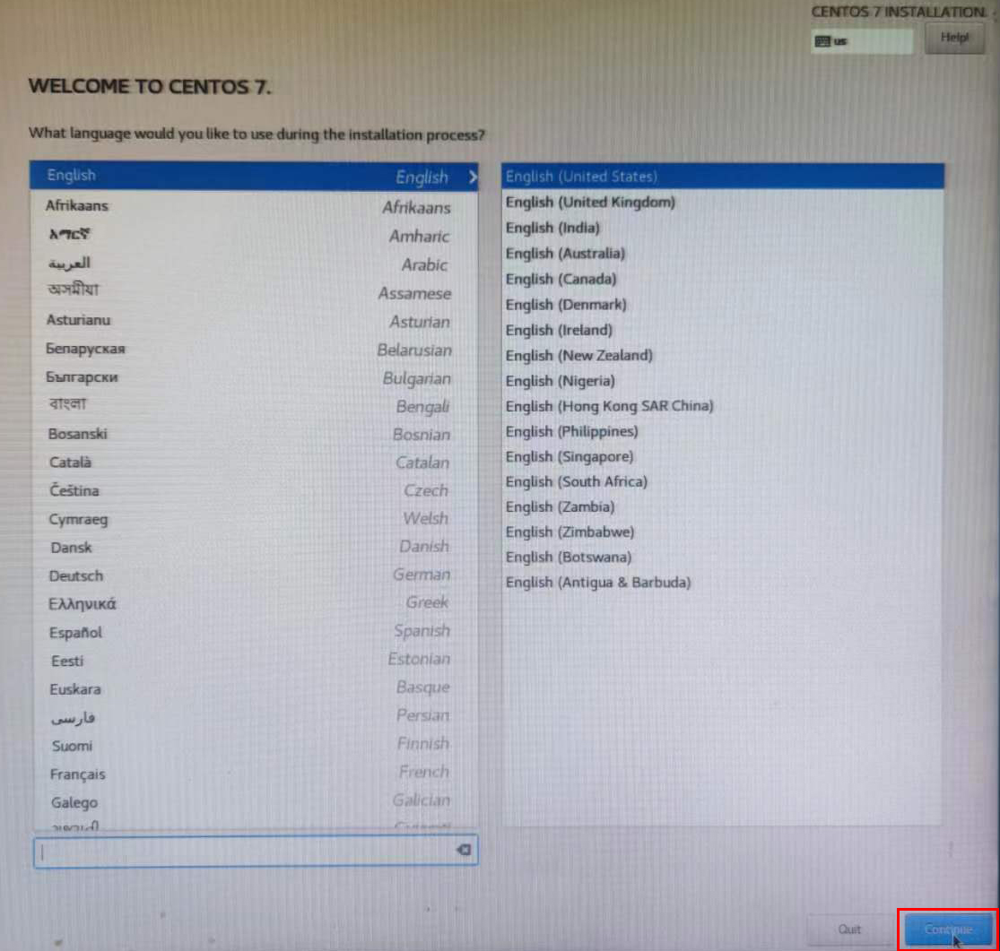 CENTOS 7 INSTALLATION
us
Help!
WELCOME TO CENTOS 7.
What language would you like to use during the installation process?
English English
Afrikaans Afrikaans
አማርኛ Amharic
العربية Arabic
অসমীয়া Assamese
Asturianu Asturian
Беларуская Belarusian
Български Bulgarian
বাংলা Bengali
Bosanski Bosnian
Català Catalan
Čeština Czech
Cymraeg Welsh
Dansk Danish
Deutsch German
Ελληνικά Greek
Español Spanish
Eesti Estonian
Euskara Basque
فارسی Persian
Suomi Finnish
Français French
Galego Galician
English (United States)
English (United Kingdom)
English (India)
English (Australia)
English (Canada)
English (Denmark)
English (Ireland)
English (New Zealand)
English (Nigeria)
English (Hong Kong SAR China)
English (Philippines)
English (Singapore)
English (South Africa)
English (Zambia)
English (Zimbabwe)
English (Botswana)
English (Antigua & Barbuda)
Quit
Continue